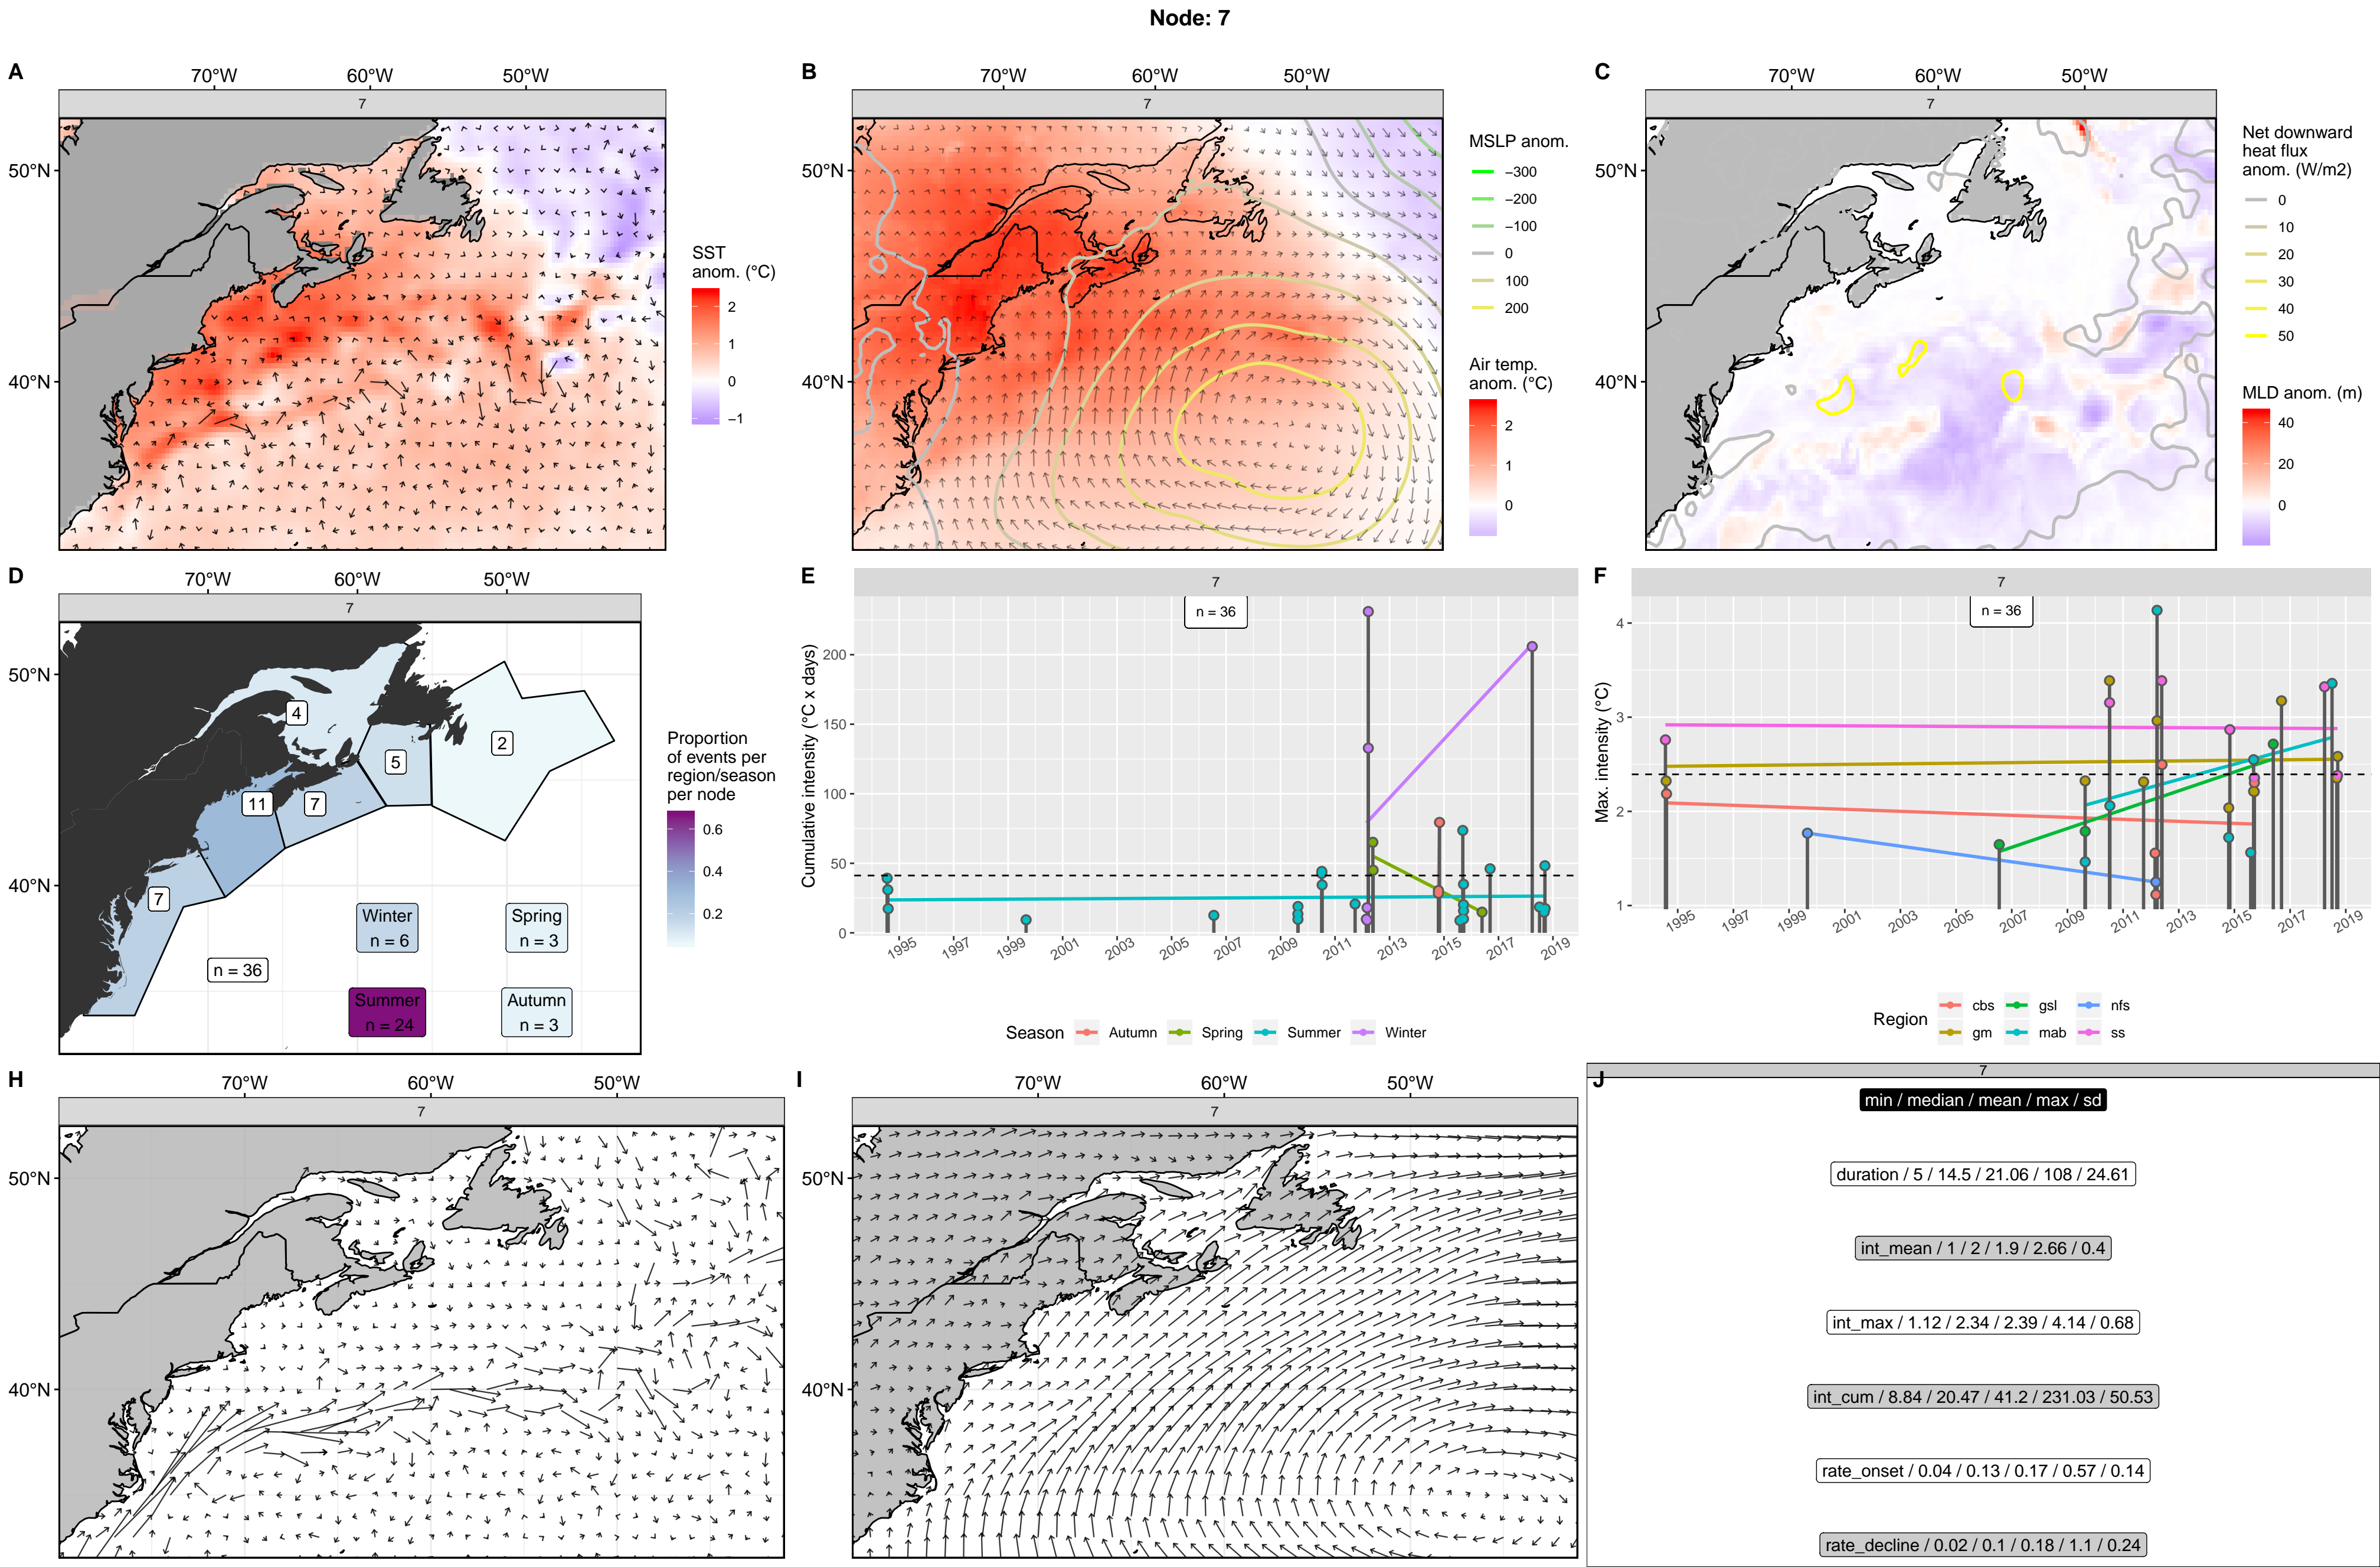 Node: 7
A
70°W 60°W 50°W
7
50°N
40°N
SST
anom. (°C)
2
1
0
−1
B
70°W 60°W 50°W
7
50°N
40°N
MSLP anom.
−300
−200
−100
0
100
200
Air temp.
anom. (°C)
2
1
0
C
70°W 60°W 50°W
7
50°N
40°N
Net downward
heat flux
anom. (W/m2)
0
10
20
30
40
50
MLD anom. (m)
40
20
0
D
70°W 60°W 50°W
7
50°N
40°N
4
2
5
11
7
7
n = 36
Winter
n = 6
Spring
n = 3
Summer
n = 24
Autumn
n = 3
Proportion
of events per
region/season
per node
0.6
0.4
0.2
E
7
n = 36
Cumulative intensity (°C x days)
200
150
100
50
0
1995 1997 1999 2001 2003 2005 2007 2009 2011 2013 2015 2017 2019
Season Autumn Spring Summer Winter
F
7
n = 36
Max. intensity (°C)
4
3
2
1
1995 1997 1999 2001 2003 2005 2007 2009 2011 2013 2015 2017 2019
Region
cbs gsl nfs
gm mab ss
H
70°W 60°W 50°W
7
50°N
40°N
I
70°W 60°W 50°W
7
50°N
40°N
J
7
min / median / mean / max / sd
duration / 5 / 14.5 / 21.06 / 108 / 24.61
int_mean / 1 / 2 / 1.9 / 2.66 / 0.4
int_max / 1.12 / 2.34 / 2.39 / 4.14 / 0.68
int_cum / 8.84 / 20.47 / 41.2 / 231.03 / 50.53
rate_onset / 0.04 / 0.13 / 0.17 / 0.57 / 0.14
rate_decline / 0.02 / 0.1 / 0.18 / 1.1 / 0.24